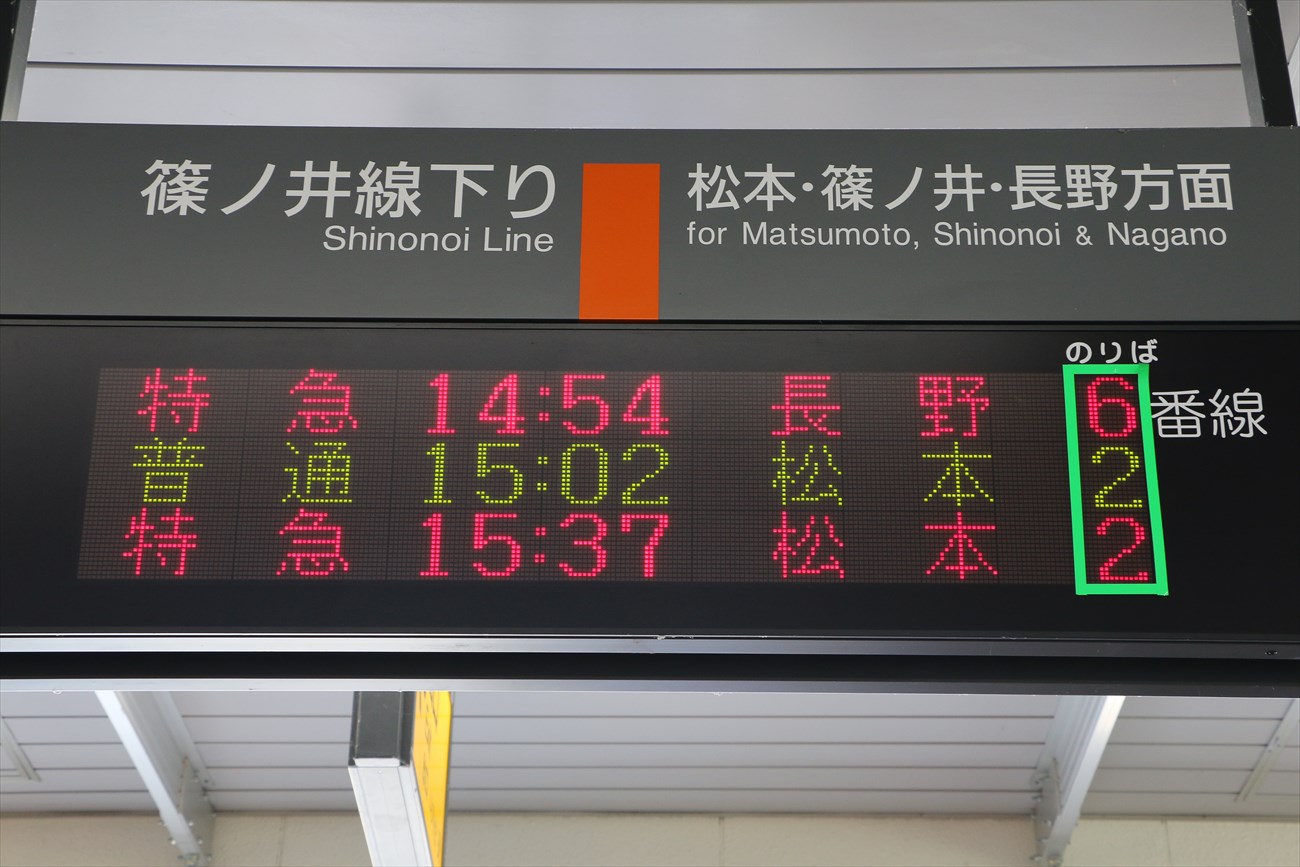 篠ノ井線下り
Shinonoi Line
松本・篠ノ井・長野方面
for Matsumoto, Shinonoi & Nagano
のりば
特急 14:54 長野 6 番線
普通 15:02 松本 2
特急 15:37 松本 2